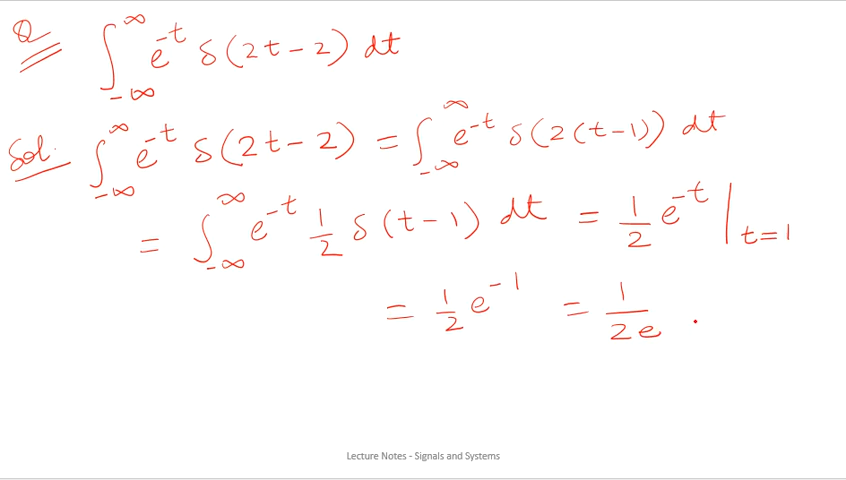 Q ∫_{-∞}^{∞} e^{-t} δ(2t-2) dt
Sol. ∫_{-∞}^{∞} e^{-t} δ(2t-2) = ∫_{-∞}^{∞} e^{-t} δ(2(t-1)) dt
= ∫_{-∞}^{∞} e^{-t} 1/2 δ(t-1) dt = 1/2 e^{-t} |_{t=1}
= 1/2 e^{-1} = 1/2e .
Lecture Notes - Signals and Systems